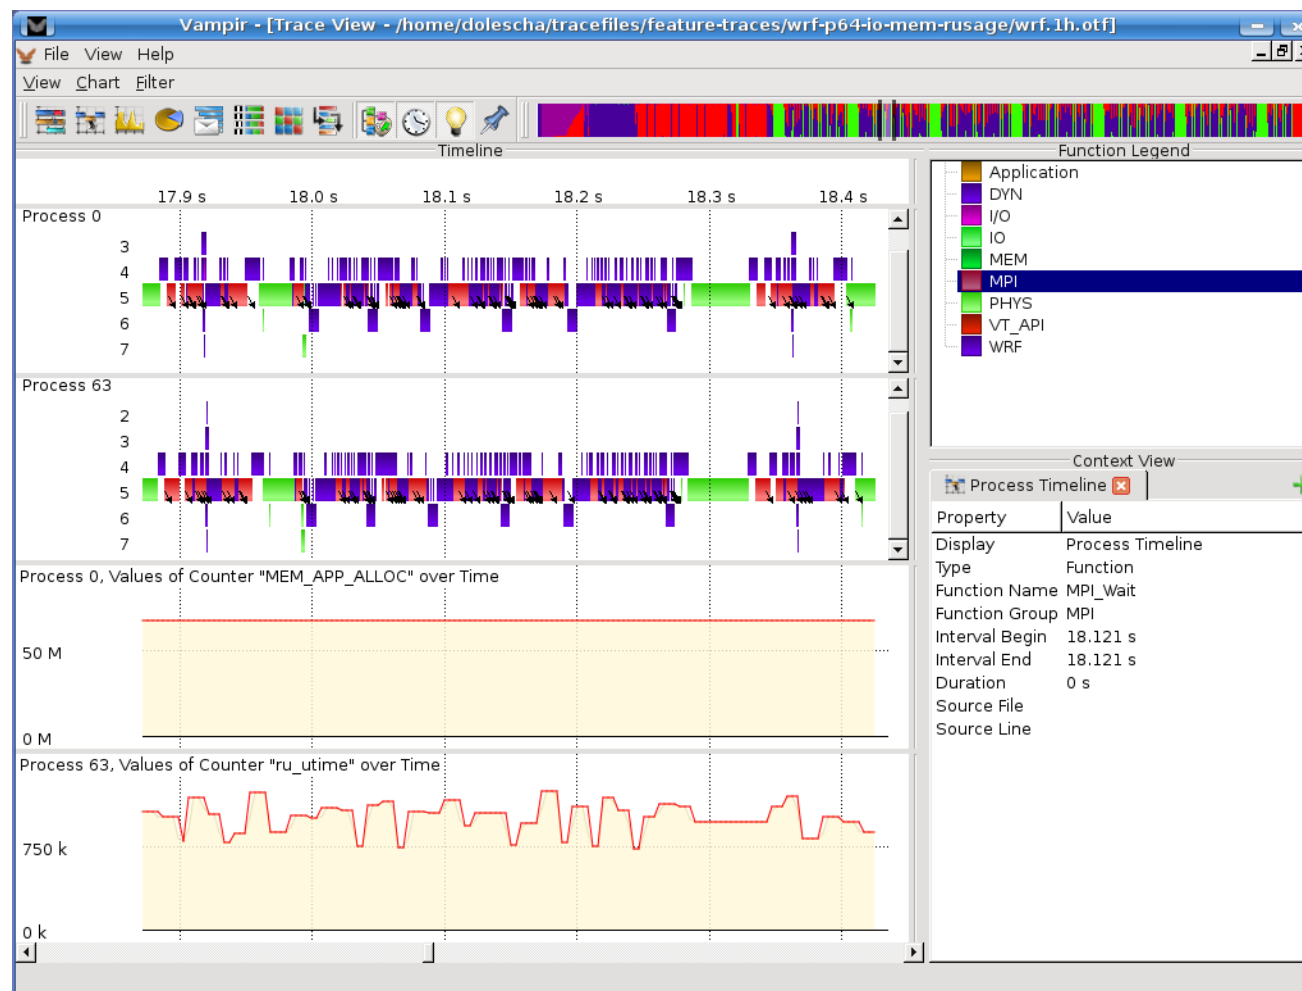 Vampir - [Trace View - /home/dolescha/tracefiles/feature-traces/wrf-p64-io-mem-rusage/wrf.1h.otf]
File View Help
View Chart Filter
Timeline
17.9 s 18.0 s 18.1 s 18.2 s 18.3 s 18.4 s
Process 0
3
4
5
6
7
Process 63
2
3
4
5
6
7
Process 0, Values of Counter "MEM_APP_ALLOC" over Time
50 M
0 M
Process 63, Values of Counter "ru_utime" over Time
750 k
0 k
Function Legend
Application
DYN
I/O
IO
MEM
MPI
PHYS
VT_API
WRF
Context View
Process Timeline
Property Value
Display Process Timeline
Type Function
Function Name MPI_Wait
Function Group MPI
Interval Begin 18.121 s
Interval End 18.121 s
Duration 0 s
Source File
Source Line